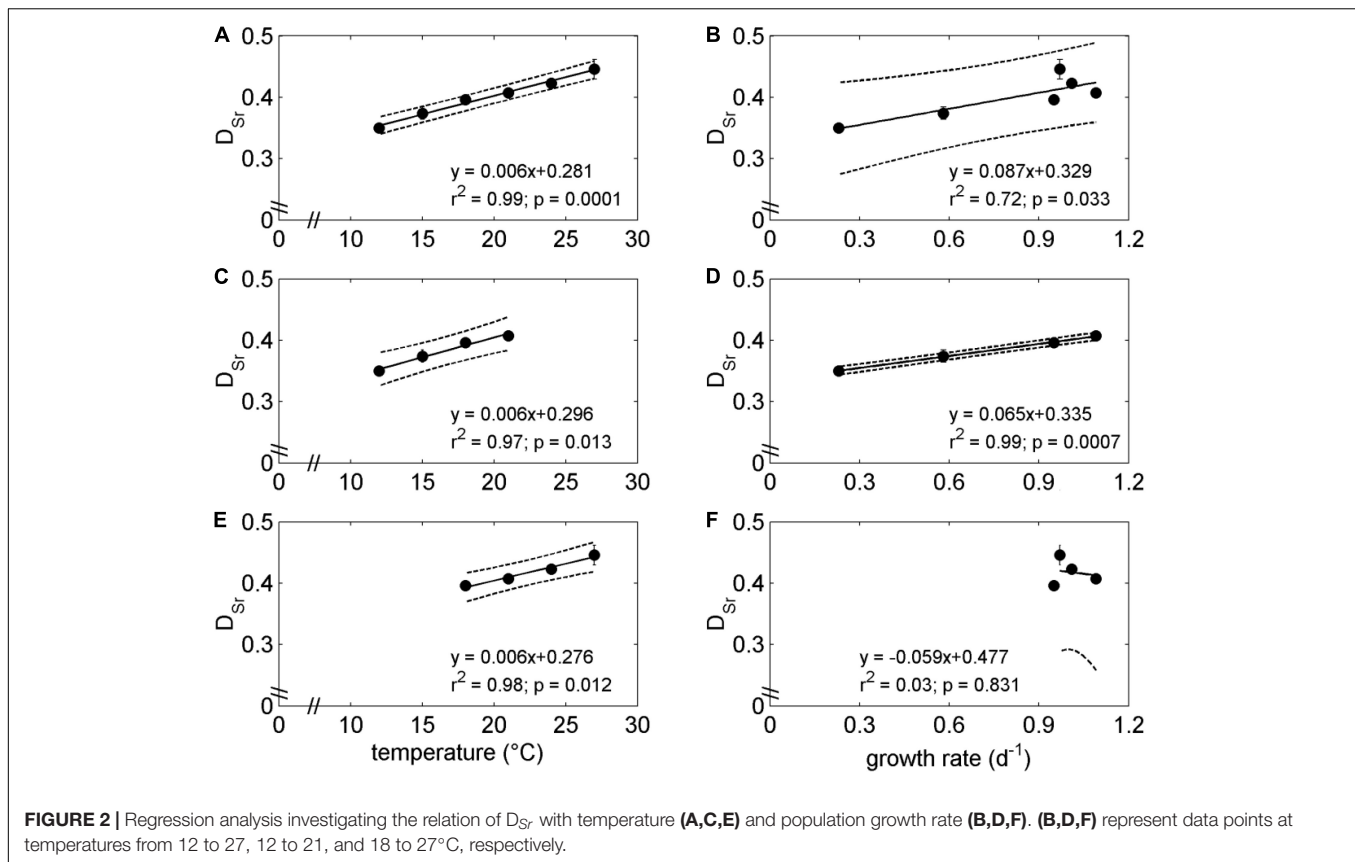 A
0.5
0.4
0.3
0
D_Sr
0 10 15 20 25 30
y = 0.006x+0.281
r² = 0.99; p = 0.0001
B
0.5
0.4
0.3
0
D_Sr
0 0.3 0.6 0.9 1.2
y = 0.087x+0.329
r² = 0.72; p = 0.033
C
0.5
0.4
0.3
0
D_Sr
0 10 15 20 25 30
y = 0.006x+0.296
r² = 0.97; p = 0.013
D
0.5
0.4
0.3
0
D_Sr
0 0.3 0.6 0.9 1.2
y = 0.065x+0.335
r² = 0.99; p = 0.0007
E
0.5
0.4
0.3
0
D_Sr
0 10 15 20 25 30
y = 0.006x+0.276
r² = 0.98; p = 0.012
temperature (°C)
F
0.5
0.4
0.3
0
D_Sr
0 0.3 0.6 0.9 1.2
y = -0.059x+0.477
r² = 0.03; p = 0.831
growth rate (d⁻¹)
FIGURE 2 | Regression analysis investigating the relation of D_Sr with temperature (A,C,E) and population growth rate (B,D,F). (B,D,F) represent data points at
temperatures from 12 to 27, 12 to 21, and 18 to 27°C, respectively.